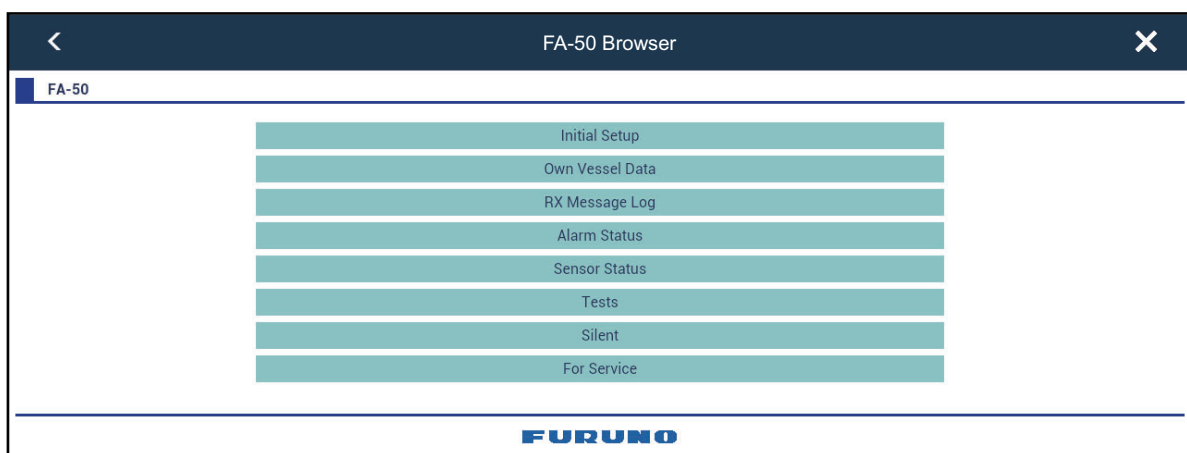 FA-50 Browser
FA-50
Initial Setup
Own Vessel Data
RX Message Log
Alarm Status
Sensor Status
Tests
Silent
For Service
FURUNO